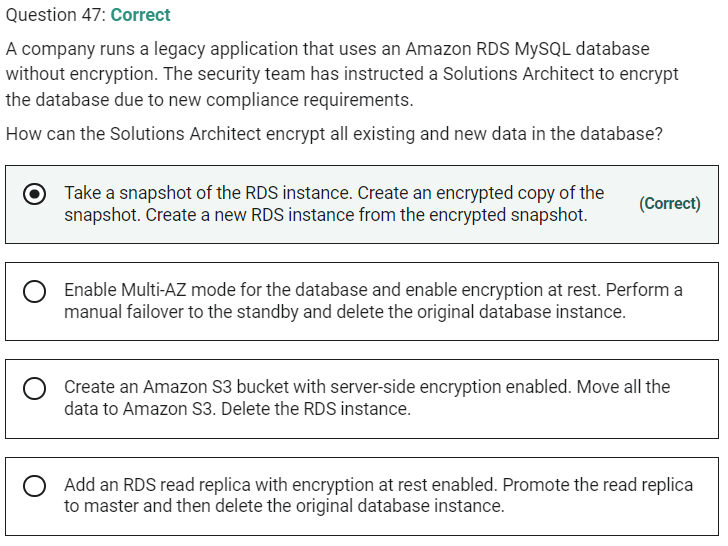 Question 47: Correct
A company runs a legacy application that uses an Amazon RDS MySQL database
without encryption. The security team has instructed a Solutions Architect to encrypt
the database due to new compliance requirements.
How can the Solutions Architect encrypt all existing and new data in the database?
Take a snapshot of the RDS instance. Create an encrypted copy of the
snapshot. Create a new RDS instance from the encrypted snapshot.
(Correct)
Enable Multi-AZ mode for the database and enable encryption at rest. Perform a
manual failover to the standby and delete the original database instance.
Create an Amazon S3 bucket with server-side encryption enabled. Move all the
data to Amazon S3. Delete the RDS instance.
Add an RDS read replica with encryption at rest enabled. Promote the read replica
to master and then delete the original database instance.